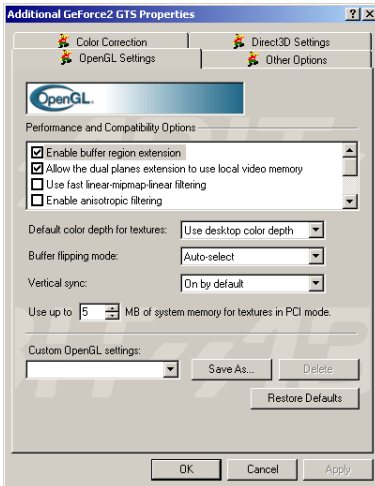 Additional GeForce2 GTS Properties
Color Correction
Direct3D Settings
OpenGL Settings
Other Options
OpenGL.
Performance and Compatibility Options
Enable buffer region extension
Allow the dual planes extension to use local video memory
Use fast linear-mipmap-linear filtering
Enable anisotropic filtering
Default color depth for textures: Use desktop color depth
Buffer flipping mode: Auto-select
Vertical sync: On by default
Use up to 5 MB of system memory for textures in PCI mode.
Custom OpenGL settings:
Save As... Delete
Restore Defaults
OK Cancel Apply